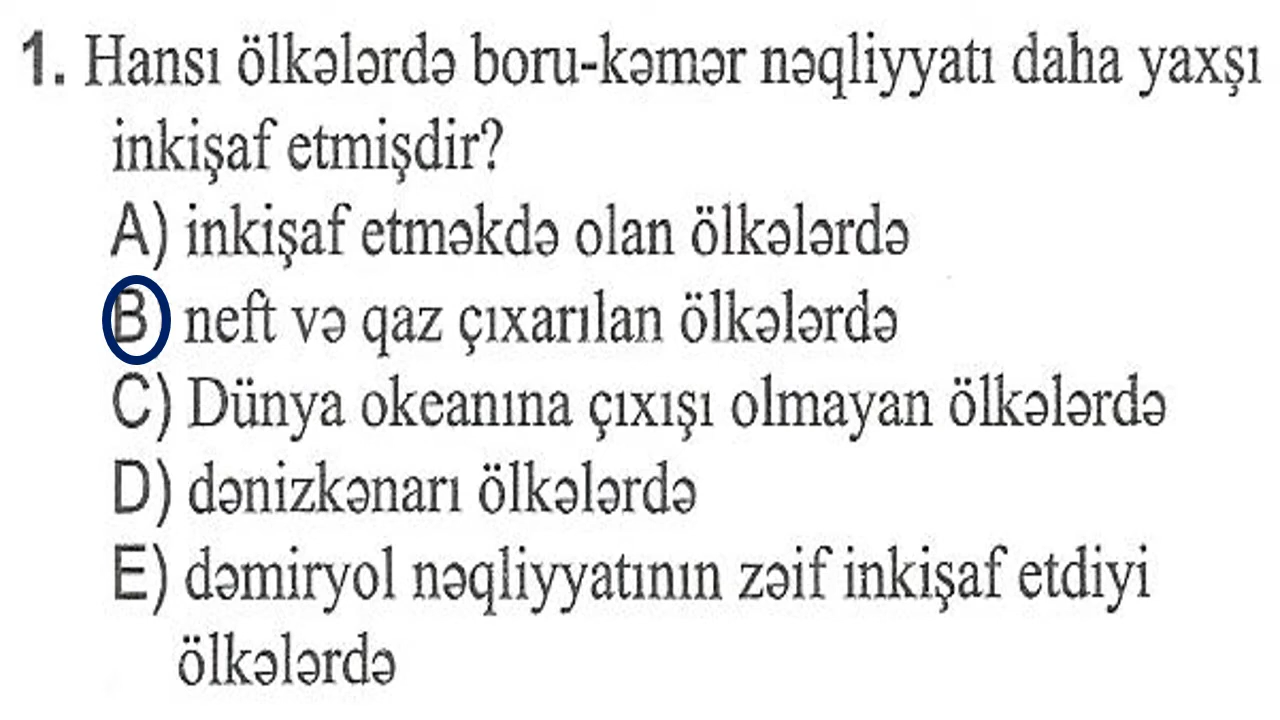 1. Hansı ölkələrdə boru-kəmər nəqliyyatı daha yaxşı
inkişaf etmişdir?
A) inkişaf etməkdə olan ölkələrdə
B) neft və qaz çıxarılan ölkələrdə
C) Dünya okeanına çıxışı olmayan ölkələrdə
D) dənizkənarı ölkələrdə
E) dəmiryol nəqliyyatının zəif inkişaf etdiyi
ölkələrdə